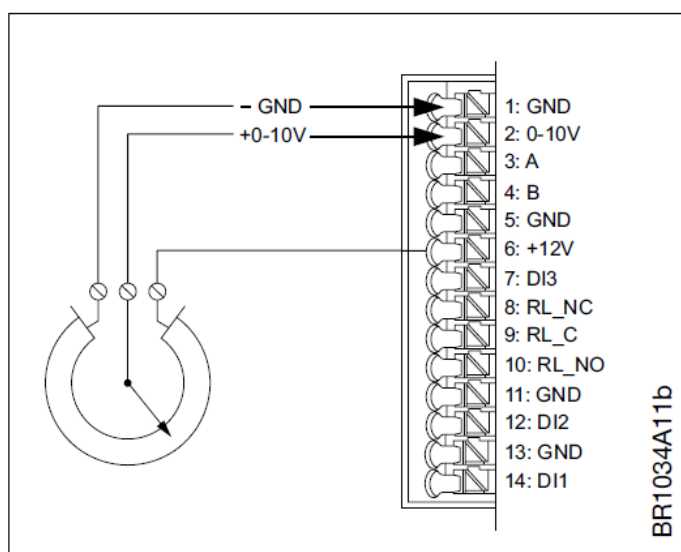 – GND
+0-10V
1: GND
2: 0-10V
3: A
4: B
5: GND
6: +12V
7: DI3
8: RL_NC
9: RL_C
10: RL_NO
11: GND
12: DI2
13: GND
14: DI1
BR1034A11b